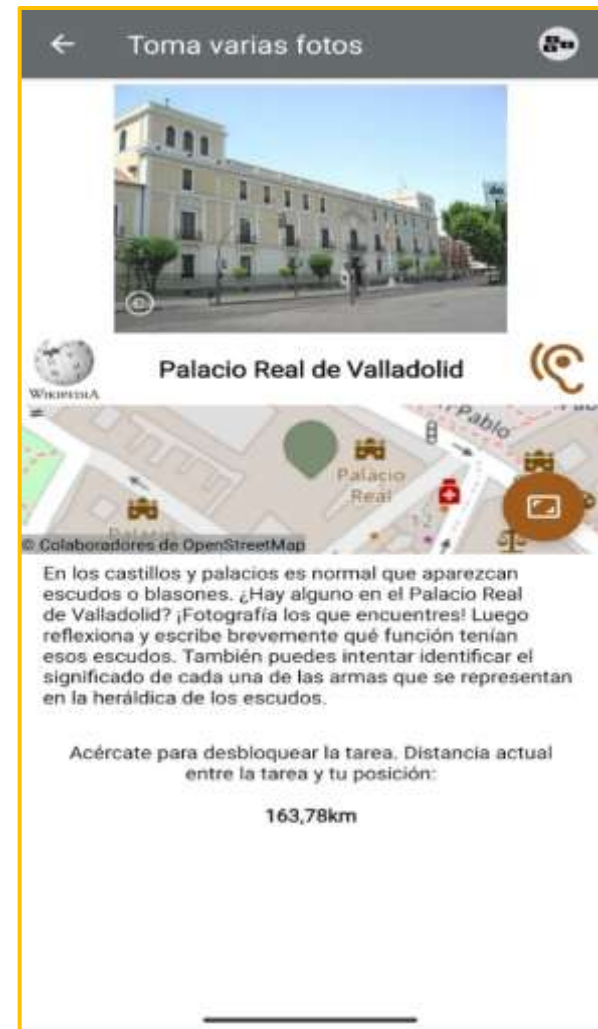 Toma varias fotos
WIKIPEDIA
Palacio Real de Valladolid
Pablo
Palacio
Real
12
© Colaboradores de OpenStreetMap
En los castillos y palacios es normal que aparezcan
escudos o blasones. ¿Hay alguno en el Palacio Real
de Valladolid? ¡Fotografía los que encuentres! Luego
reflexiona y escribe brevemente qué función tenían
esos escudos. También puedes intentar identificar el
significado de cada una de las armas que se representan
en la heráldica de los escudos.
Acércate para desbloquear la tarea. Distancia actual
entre la tarea y tu posición:
163,78km